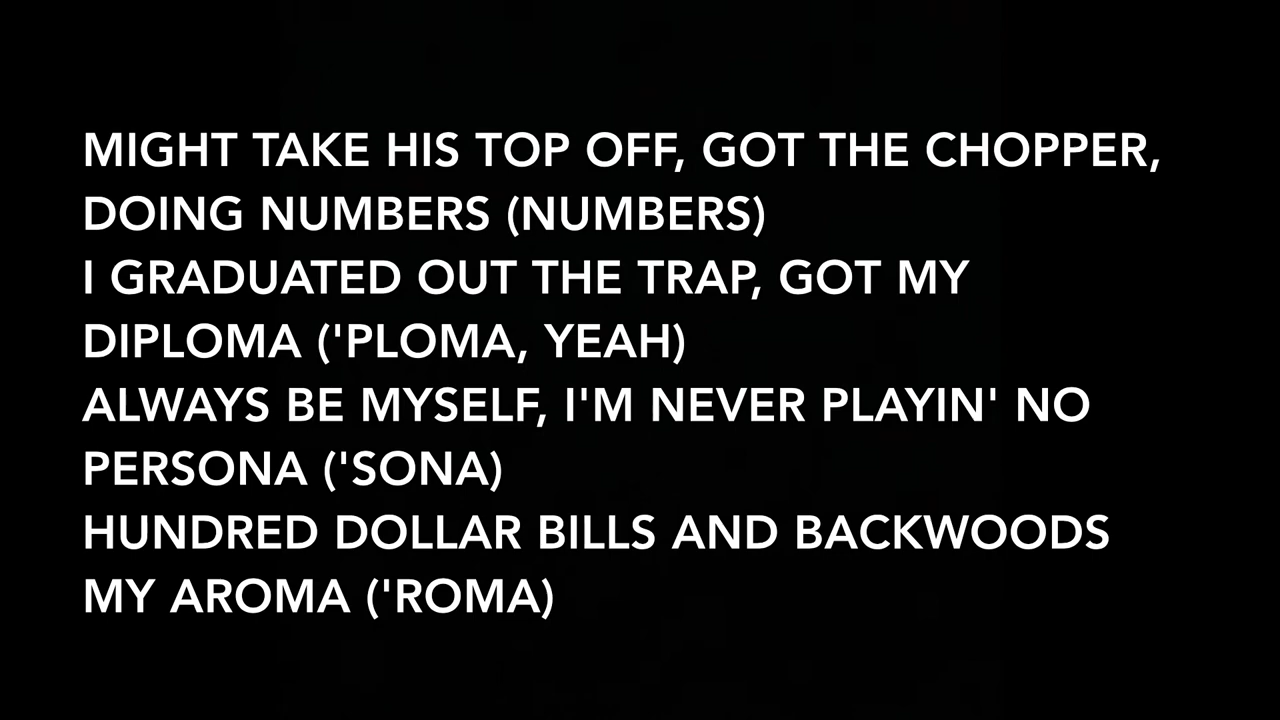 MIGHT TAKE HIS TOP OFF, GOT THE CHOPPER,
DOING NUMBERS (NUMBERS)
I GRADUATED OUT THE TRAP, GOT MY
DIPLOMA ('PLOMA, YEAH)
ALWAYS BE MYSELF, I'M NEVER PLAYIN' NO
PERSONA ('SONA)
HUNDRED DOLLAR BILLS AND BACKWOODS
MY AROMA ('ROMA)